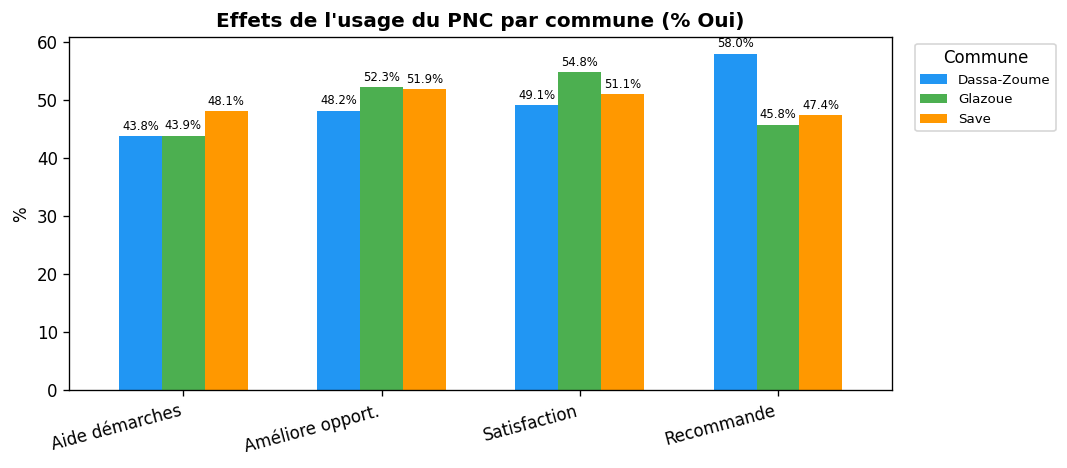 Effets de l'usage du PNC par commune (% Oui)
Commune
Dassa-Zoume
Glazoue
Save
%
60
50
40
30
20
10
0
43.8%
43.9%
48.1%
48.2%
52.3%
51.9%
49.1%
54.8%
51.1%
58.0%
45.8%
47.4%
Aide démarches
Améliore opport.
Satisfaction
Recommande